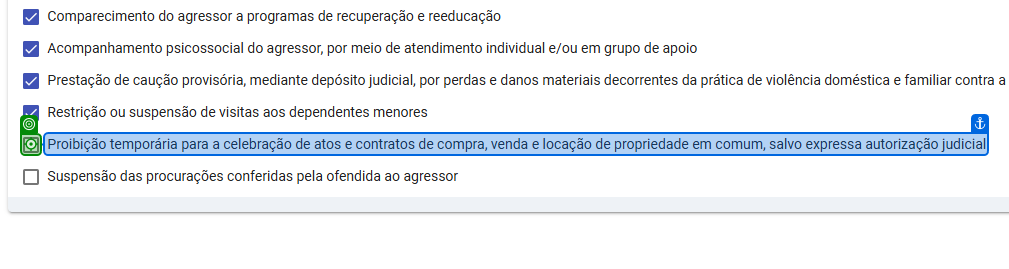 Comparecimento do agressor a programas de recuperação e reeducação
Acompanhamento psicossocial do agressor, por meio de atendimento individual e/ou em grupo de apoio
Prestação de caução provisória, mediante depósito judicial, por perdas e danos materiais decorrentes da prática de violência doméstica e familiar contra a
Restrição ou suspensão de visitas aos dependentes menores
Proibição temporária para a celebração de atos e contratos de compra, venda e locação de propriedade em comum, salvo expressa autorização judicial
Suspensão das procurações conferidas pela ofendida ao agressor